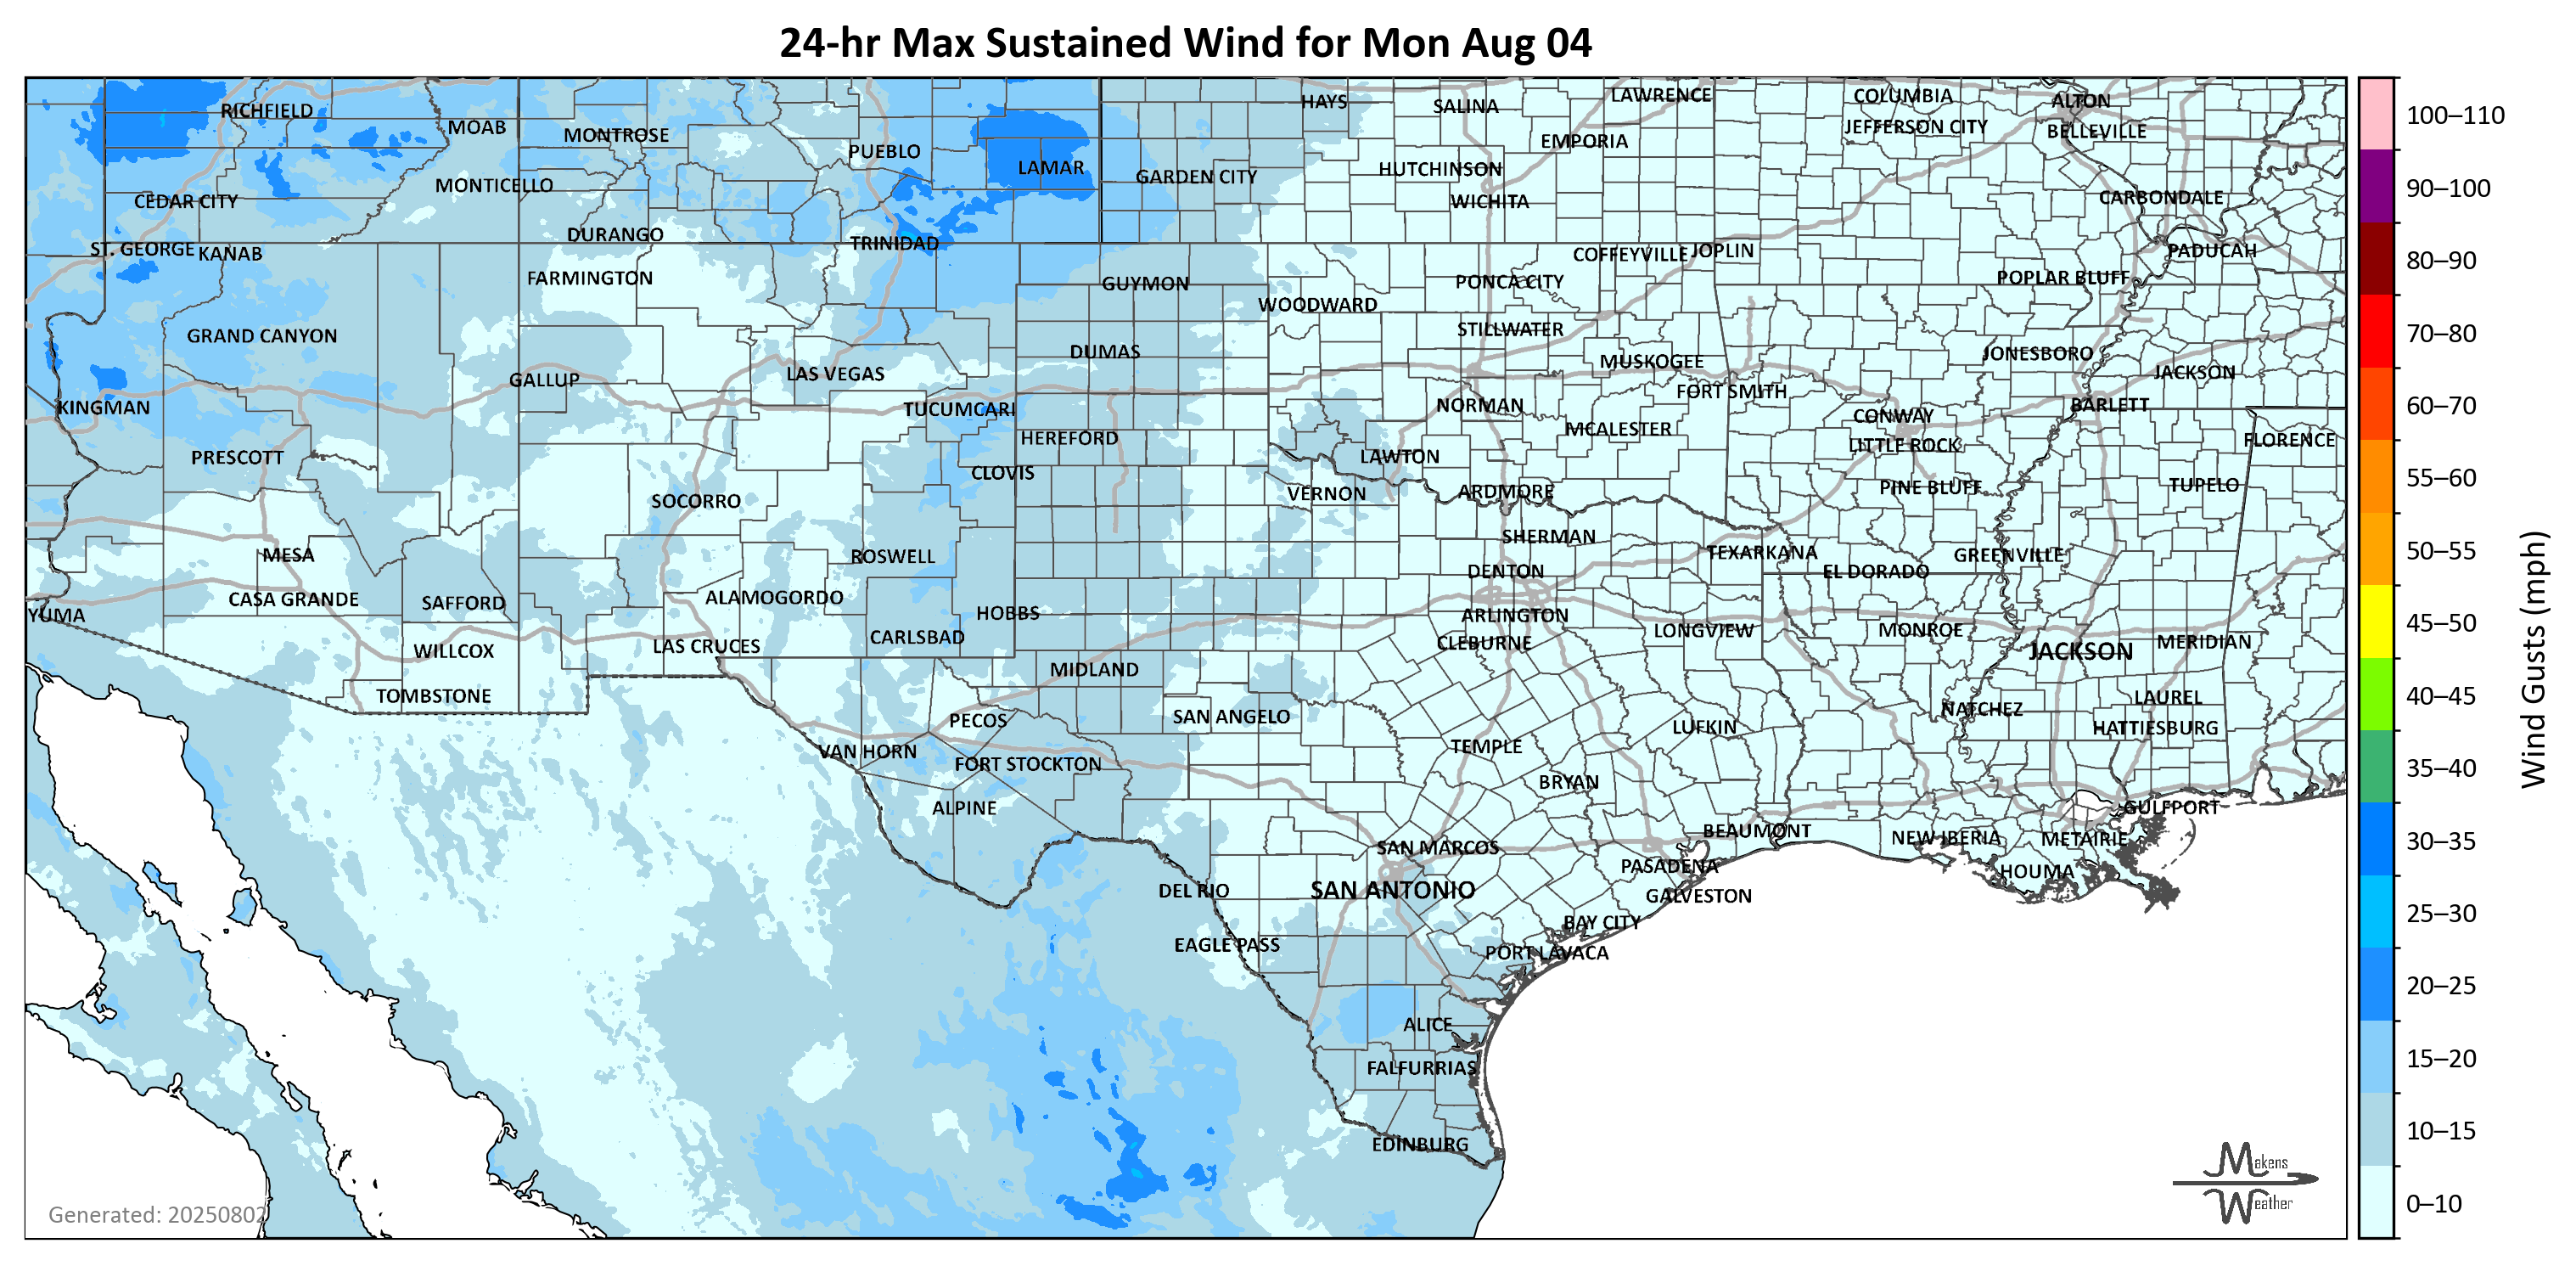 24-hr Max Sustained Wind for Mon Aug 04
RICHFIELD
MOAB
MONTROSE
PUEBLO
LAMAR
HAYS
SALINA
LAWRENCE
EMPORIA
COLUMBIA
JEFFERSON CITY
ALTON
BELLEVILLE
CEDAR CITY
MONTICELLO
GARDEN CITY
HUTCHINSON
WICHITA
CARBONDALE
ST. GEORGE
KANAB
DURANGO
TRINIDAD
COFFEYVILLE
JOPLIN
PADUCAH
FARMINGTON
GUYMON
PONCA CITY
POPLAR BLUFF
WOODWARD
GRAND CANYON
DUMAS
STILLWATER
JONESBORO
GALLUP
LAS VEGAS
MUSKOGEE
JACKSON
KINGMAN
TUCUMCARI
NORMAN
FORT SMITH
CONWAY
BARLETT
HEREFORD
MCALESTER
LITTLE ROCK
FLORENCE
PRESCOTT
CLOVIS
LAWTON
SOCORRO
VERNON
ARDMORE
PINE BLUFF
TUPELO
MESA
ROSWELL
SHERMAN
TEXARKANA
GREENVILLE
CASA GRANDE
SAFFORD
ALAMOGORDO
DENTON
EL DORADO
YUMA
HOBBS
ARLINGTON
WILLCOX
LAS CRUCES
CARLSBAD
CLEBURNE
LONGVIEW
MONROE
JACKSON
MERIDIAN
TOMBSTONE
MIDLAND
LAUREL
PECOS
SAN ANGELO
NATCHEZ
LUFKIN
HATTIESBURG
VAN HORN
FORT STOCKTON
TEMPLE
ALPINE
BRYAN
GULFPORT
SAN MARCOS
BEAUMONT
NEW IBERIA
METAIRIE
DEL RIO
SAN ANTONIO
PASADENA
HOUMA
GALVESTON
EAGLE PASS
BAY CITY
PORT LAVACA
ALICE
FALFURRIAS
EDINBURG
Generated: 20250802
Makens
Weather
100–110
90–100
80–90
70–80
60–70
55–60
50–55
45–50
40–45
35–40
30–35
25–30
20–25
15–20
10–15
0–10
Wind Gusts (mph)